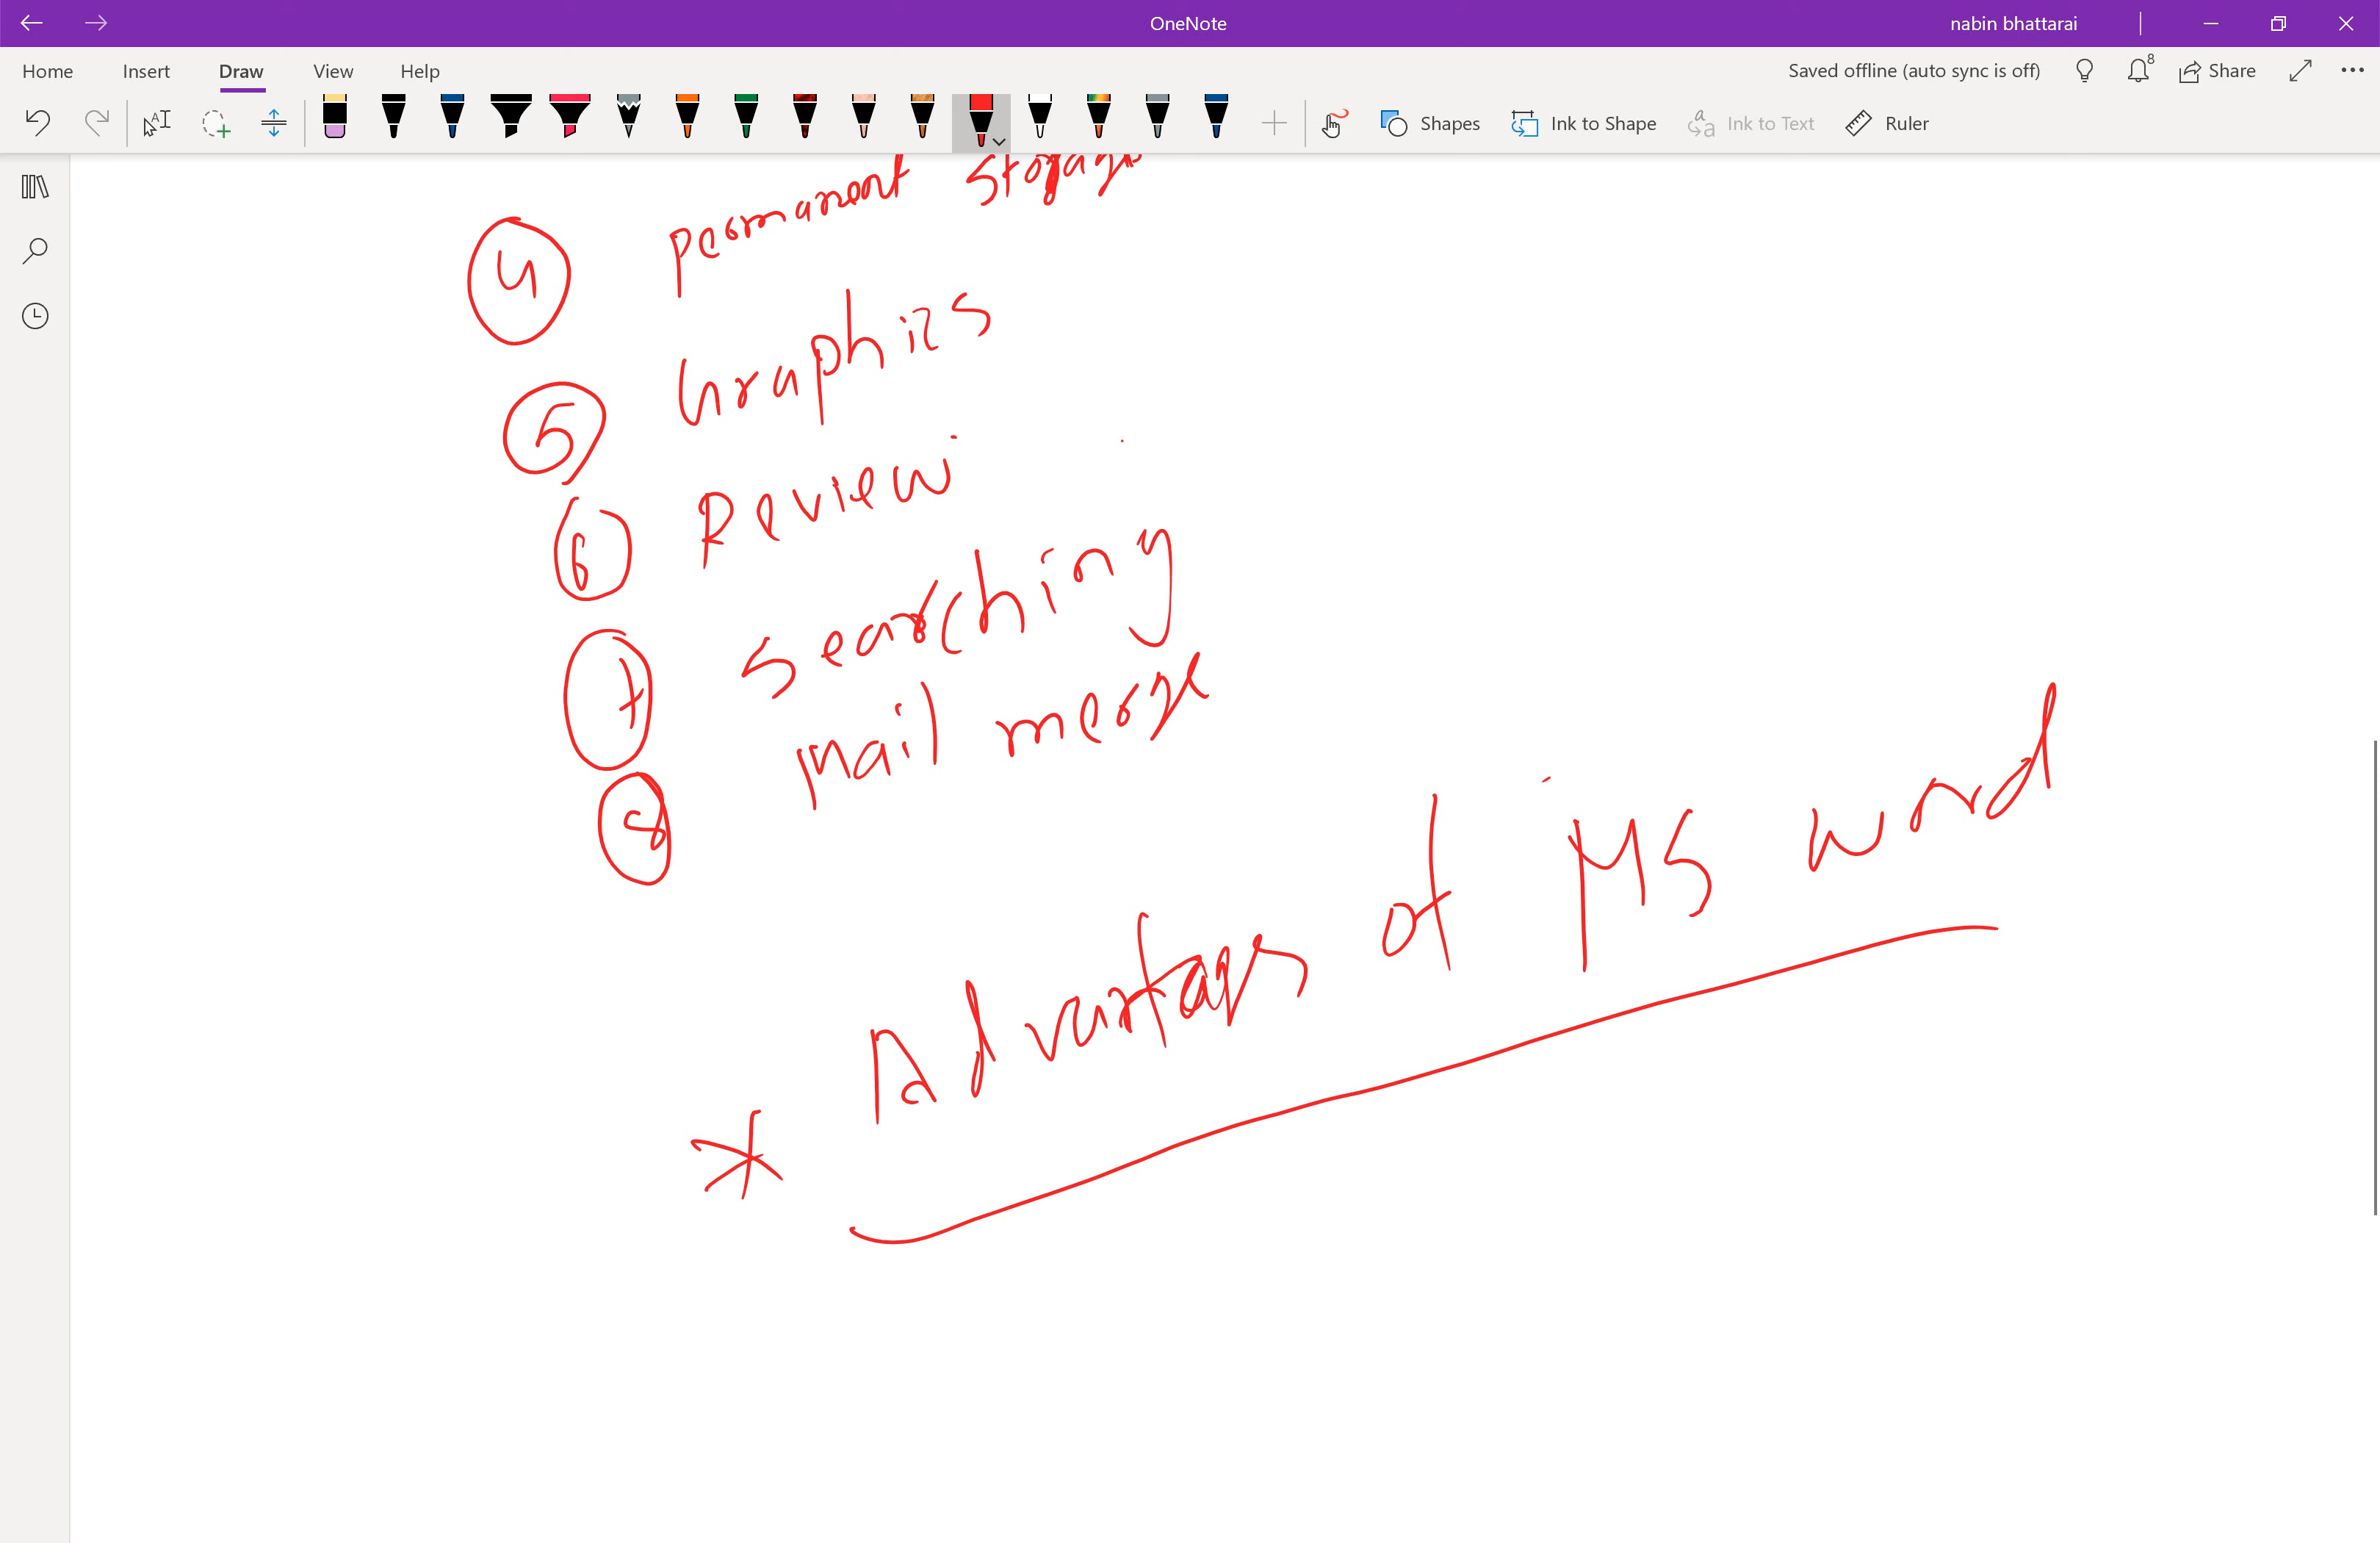 OneNote
nabin bhattarai
Home Insert Draw View Help
Saved offline (auto sync is off)
8
Share
Shapes
Ink to Shape
Ink to Text
Ruler
4 Permanent Storage
5 Graphics
6 Review
7 Searching
8 Mail merge
* Advantages of MS word